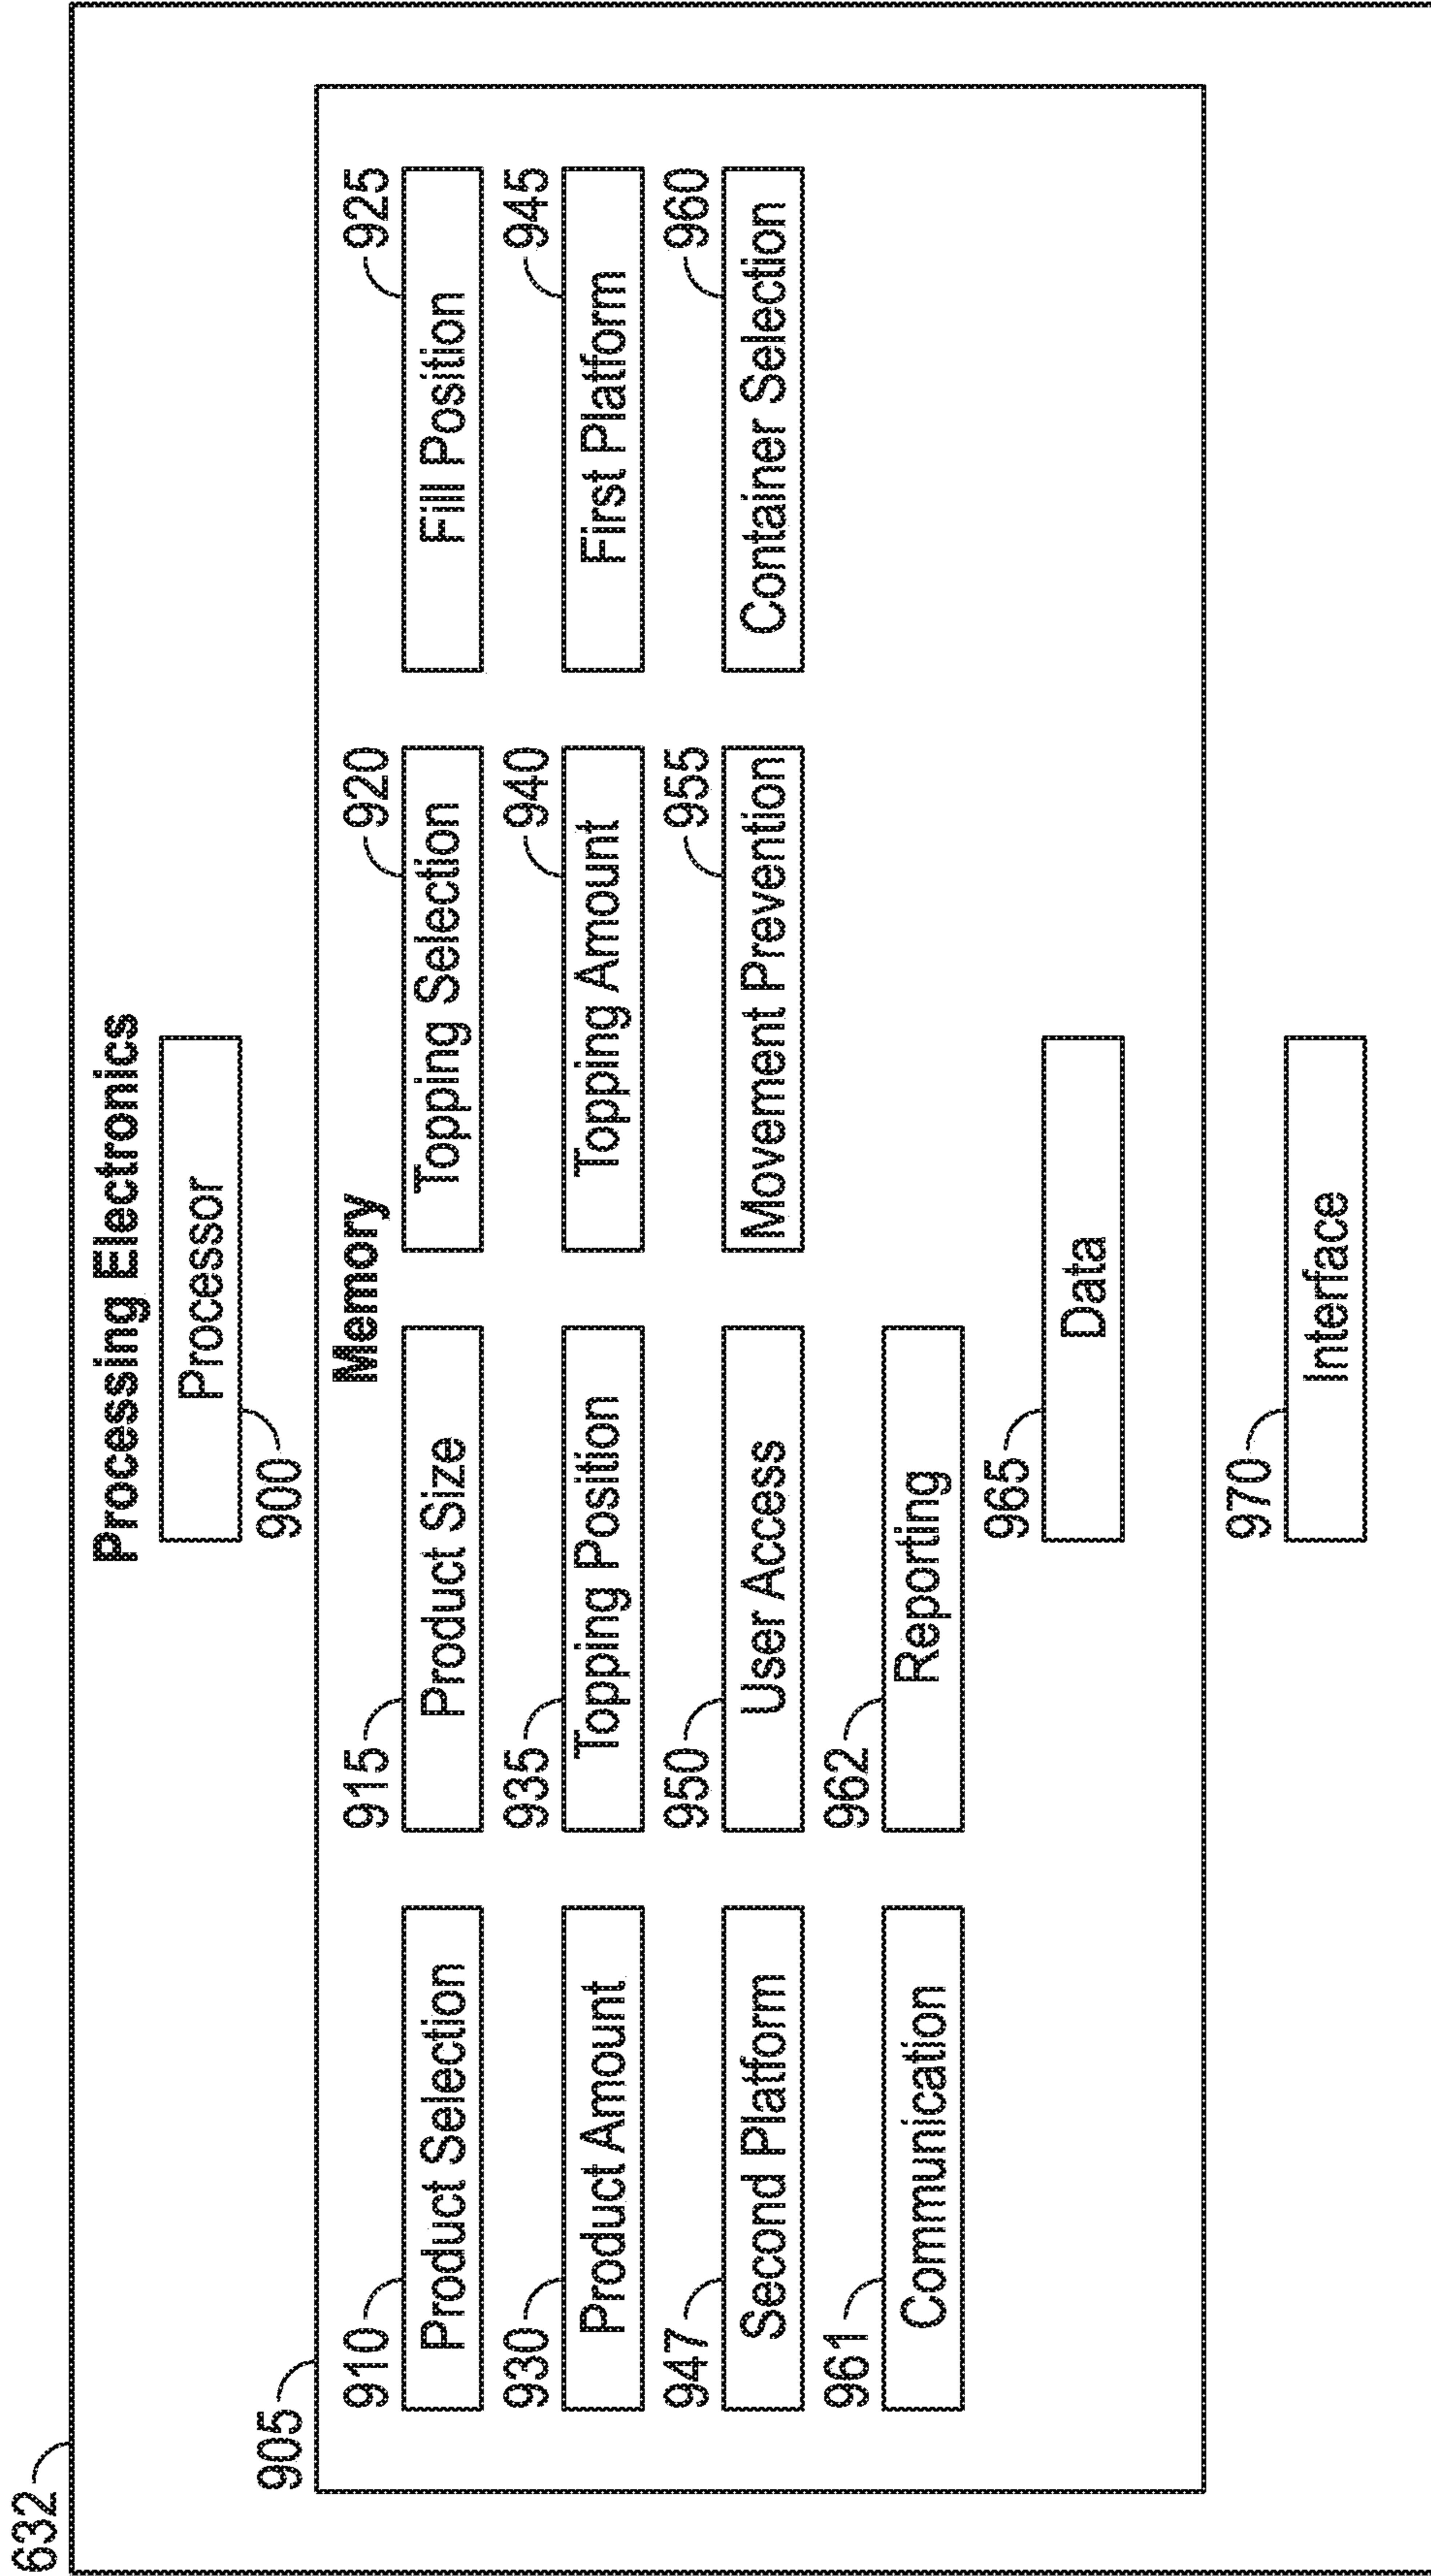 632
Processing Electronics
Processor
900
905
Memory
910
915
920
925
Product Selection
Product Size
Topping Selection
Fill Position
930
935
940
945
Product Amount
Topping Position
Topping Amount
First Platform
947
950
955
960
Second Platform
User Access
Movement Prevention
Container Selection
961
962
Communication
Reporting
965
Data
970
Interface